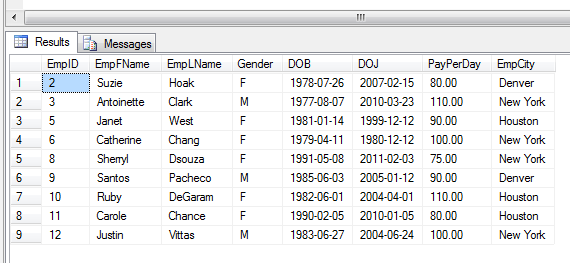 Results Messages
EmpID EmpFName EmpLName Gender DOB DOJ PayPerDay EmpCity
1 2 Suzie Hoak F 1978-07-26 2007-02-15 80.00 Denver
2 3 Antoinette Clark M 1977-08-07 2010-03-23 110.00 New York
3 5 Janet West F 1981-01-14 1999-12-12 90.00 Houston
4 6 Catherine Chang F 1979-04-11 1980-12-12 100.00 New York
5 8 Sherryl Dsouza F 1991-05-08 2011-02-03 75.00 New York
6 9 Santos Pacheco M 1985-06-03 2005-01-12 90.00 Denver
7 10 Ruby DeGaram F 1982-06-01 2004-04-01 110.00 Houston
8 11 Carole Chance F 1990-02-05 2010-01-05 80.00 Houston
9 12 Justin Vittas M 1983-06-27 2004-06-24 100.00 New York